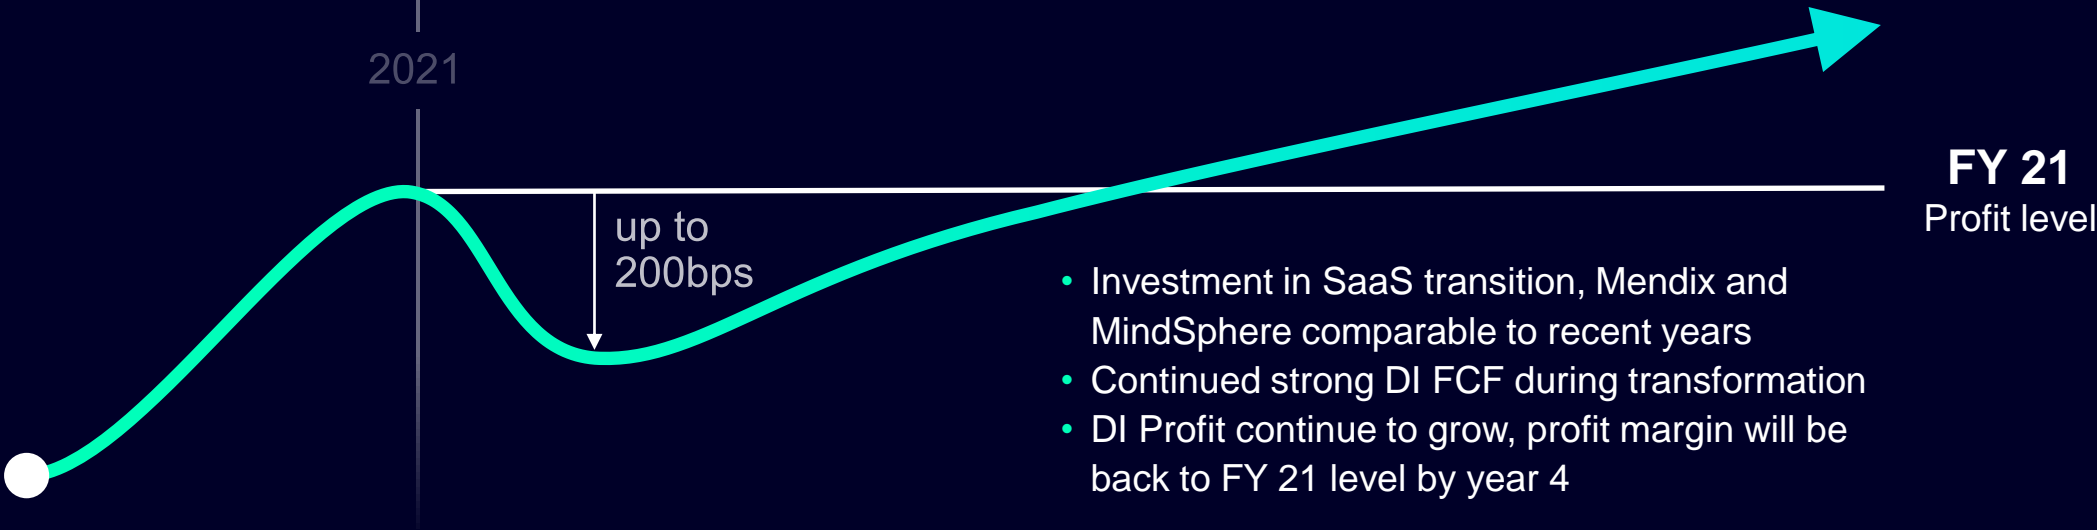 2021
FY 21
Profit level
up to
200bps
• Investment in SaaS transition, Mendix and
MindSphere comparable to recent years
• Continued strong DI FCF during transformation
• DI Profit continue to grow, profit margin will be
back to FY 21 level by year 4